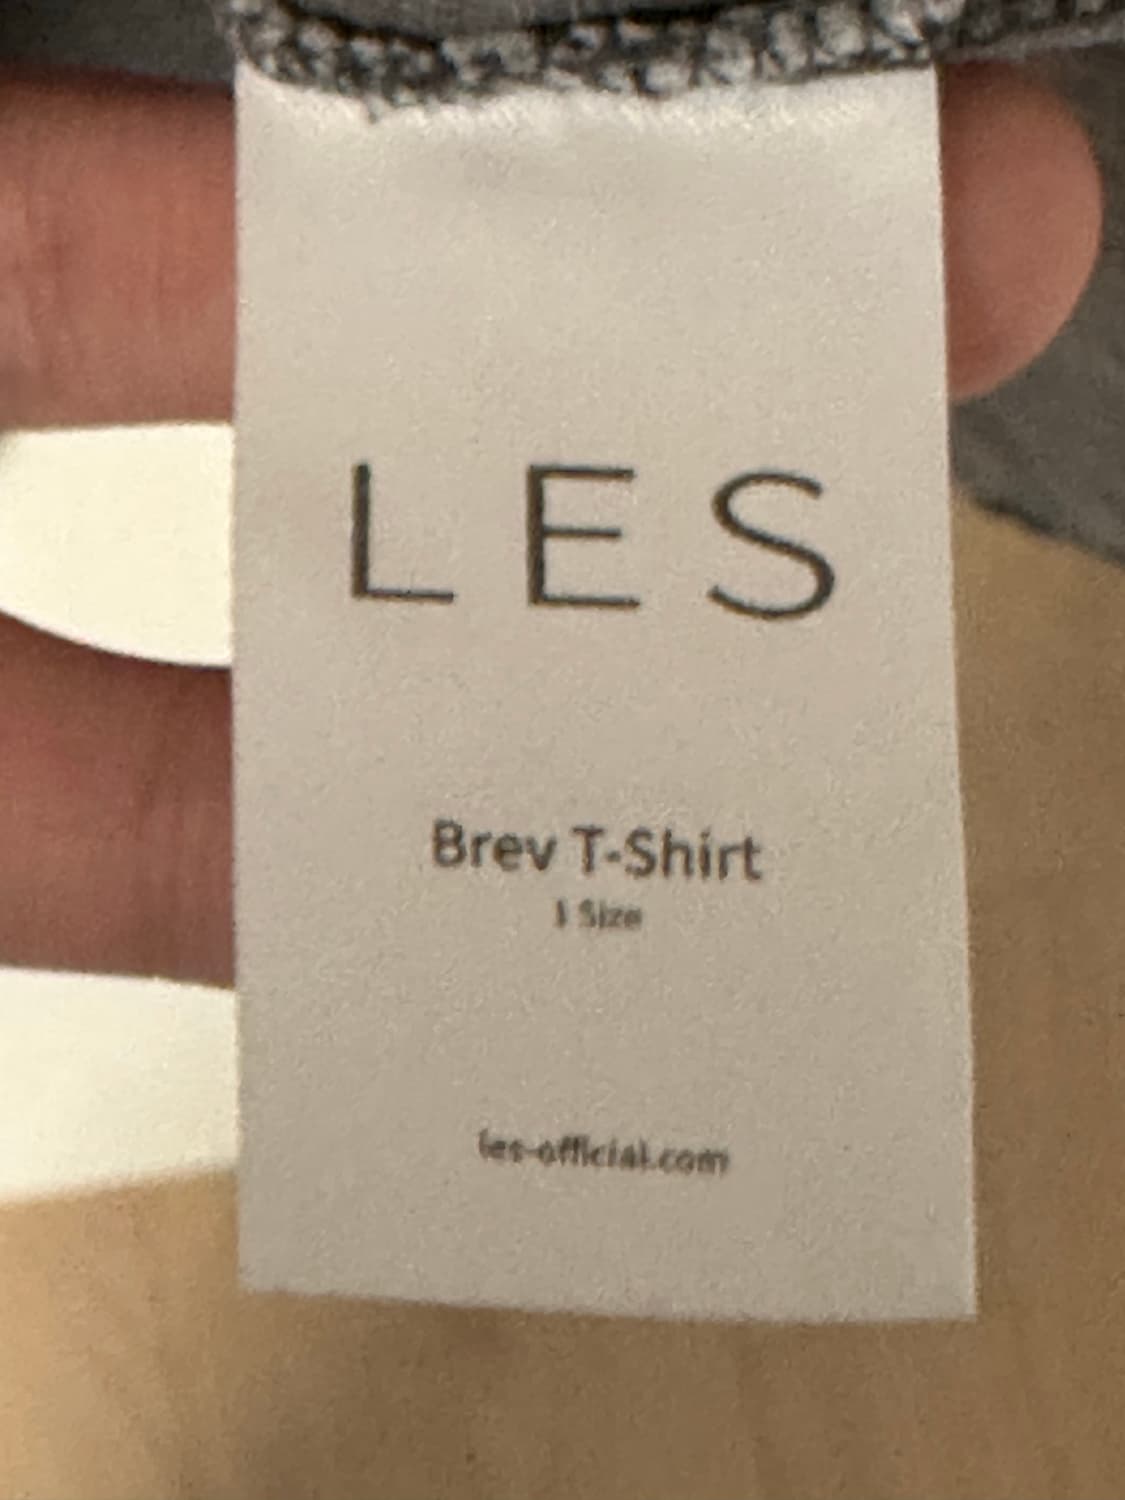 LES
Brev T-Shirt
1 Size
les-official.com